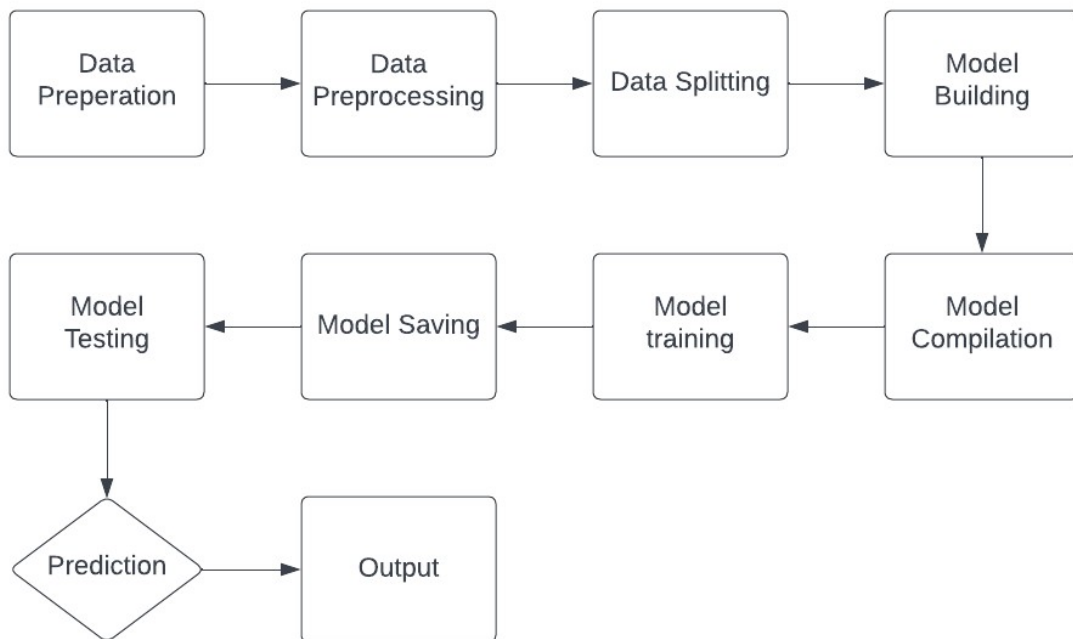 Data
Preperation
Data
Preprocessing
Data Splitting
Model
Building
Model
Compilation
Model
training
Model Saving
Model
Testing
Prediction
Output